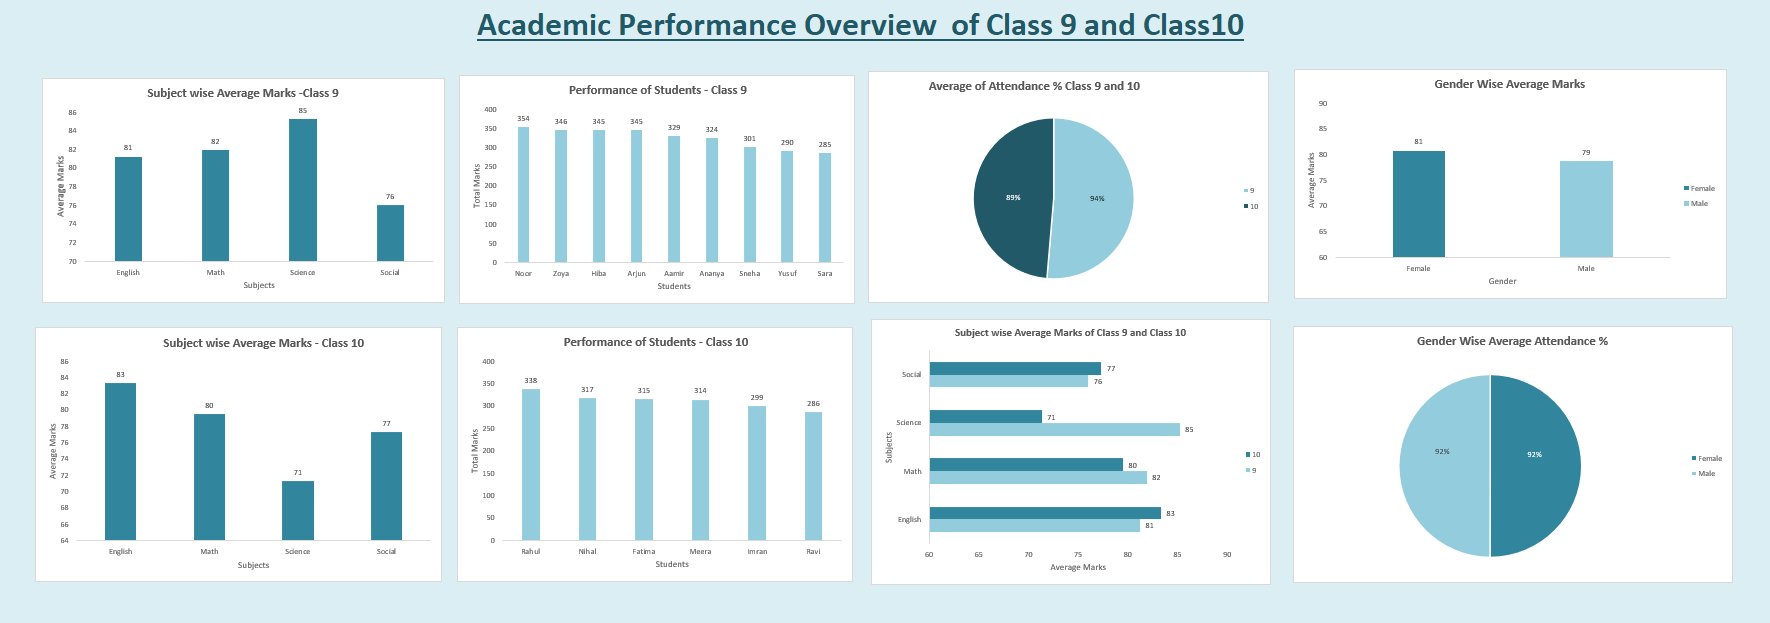 Academic Performance Overview  of Class 9 and Class10
Subject wise Average Marks -Class 9
Average Marks
86
84
82
80
78
76
74
72
70
81
82
85
76
English
Math
Science
Social
Subjects
Performance of Students - Class 9
Total Marks
400
350
300
250
200
150
100
50
0
354
346
345
345
329
324
301
290
285
Noor
Zoya
Hiba
Arjun
Aamir
Ananya
Sneha
Yusuf
Sara
Students
Average of Attendance % Class 9 and 10
89%
94%
9
10
Gender Wise Average Marks
Average Marks
90
85
80
75
70
65
60
81
79
Female
Male
Gender
Female
Male
Subject wise Average Marks - Class 10
Average Marks
86
84
82
80
78
76
74
72
70
68
66
64
83
80
71
77
English
Math
Science
Social
Subjects
Performance of Students - Class 10
Total Marks
400
350
300
250
200
150
100
50
0
338
317
315
314
299
286
Rahul
Nihal
Fatima
Meera
Imran
Ravi
Students
Subject wise Average Marks of Class 9 and Class 10
Subjects
Social
77
76
Science
71
85
Math
80
82
English
83
81
60
65
70
75
80
85
90
Average Marks
10
9
Gender Wise Average Attendance %
92%
92%
Female
Male